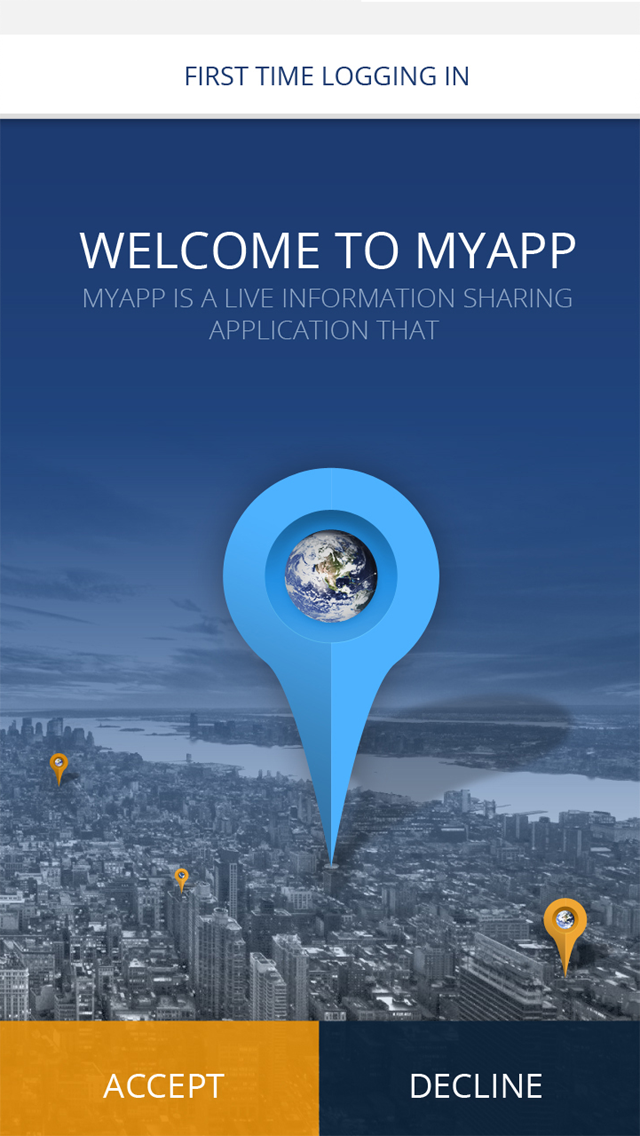 FIRST TIME LOGGING IN
WELCOME TO MYAPP
MYAPP IS A LIVE INFORMATION SHARING
APPLICATION THAT
ACCEPT
DECLINE